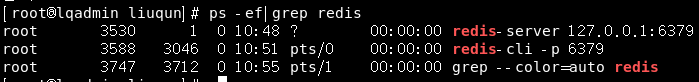 [root@lqadmin liuqun]# ps -ef| grep redis
root 3530 1 0 10:48 ? 00:00:00 redis-server 127.0.0.1:6379
root 3588 3046 0 10:51 pts/0 00:00:00 redis-cli -p 6379
root 3747 3712 0 10:55 pts/1 00:00:00 grep --color=auto redis